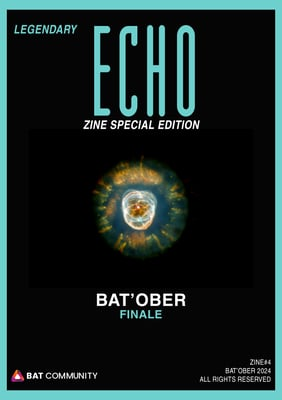 LEGENDARY
ECHO
ZINE SPECIAL EDITION
BAT'OBER
FINALE
ZINE#4
BAT'OBER 2024
BAT COMMUNITY
ALL RIGHTS RESERVED